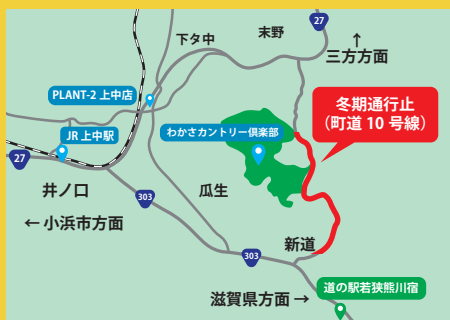 27
下タ中
末野
↑
三方方面
PLANT-2 上中店
冬期通行止
（町道 10 号線）
わかさカントリー倶楽部
JR 上中駅
27
井ノ口
303
瓜生
← 小浜市方面
303
新道
道の駅若狭熊川宿
滋賀県方面 →